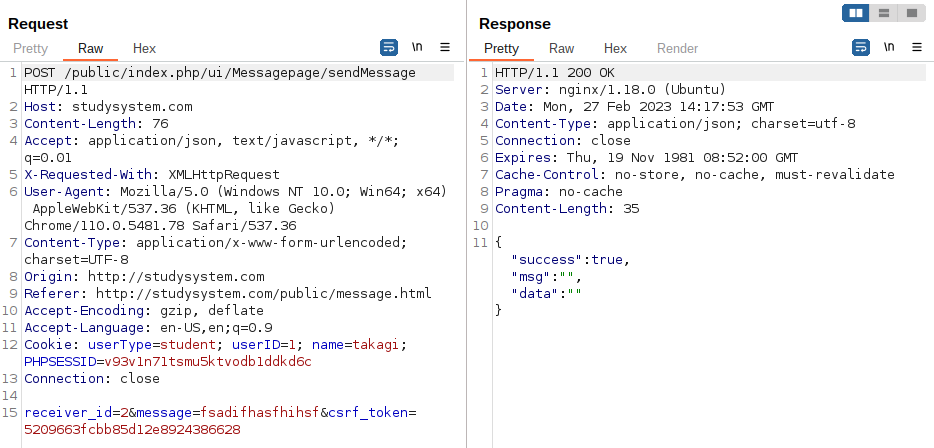 Request
Pretty Raw Hex \n
1 POST /public/index.php/ui/Messagepage/sendMessage
HTTP/1.1
2 Host: studysystem.com
3 Content-Length: 76
4 Accept: application/json, text/javascript, */*;
q=0.01
5 X-Requested-With: XMLHttpRequest
6 User-Agent: Mozilla/5.0 (Windows NT 10.0; Win64; x64)
AppleWebKit/537.36 (KHTML, like Gecko)
Chrome/110.0.5481.78 Safari/537.36
7 Content-Type: application/x-www-form-urlencoded;
charset=UTF-8
8 Origin: http://studysystem.com
9 Referer: http://studysystem.com/public/message.html
10 Accept-Encoding: gzip, deflate
11 Accept-Language: en-US,en;q=0.9
12 Cookie: userType=student; userID=1; name=takagi;
PHPSESSID=v93v1n71tsmu5ktvodb1ddkd6c
13 Connection: close
14
15 receiver_id=2&message=fsadifhasfhihsf&csrf_token=
5209663fcbb85d12e8924386628
Response
Pretty Raw Hex Render \n
1 HTTP/1.1 200 OK
2 Server: nginx/1.18.0 (Ubuntu)
3 Date: Mon, 27 Feb 2023 14:17:53 GMT
4 Content-Type: application/json; charset=utf-8
5 Connection: close
6 Expires: Thu, 19 Nov 1981 08:52:00 GMT
7 Cache-Control: no-store, no-cache, must-revalidate
8 Pragma: no-cache
9 Content-Length: 35
10
11 {
"success":true,
"msg":"",
"data":""
}